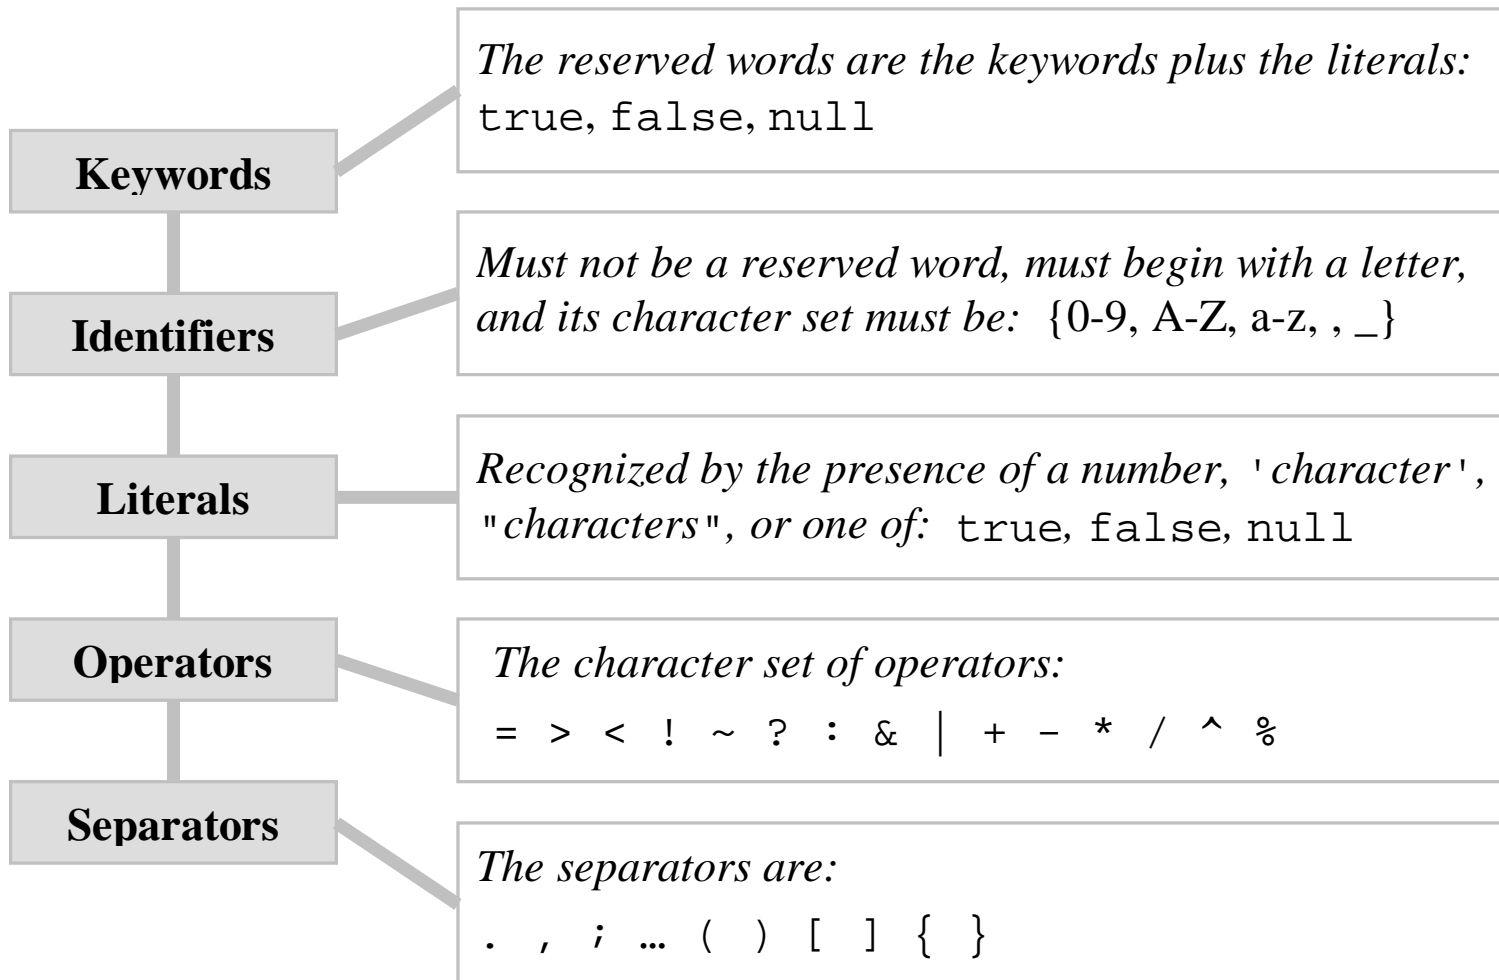 The reserved words are the keywords plus the literals:
true, false, null
Keywords
Must not be a reserved word, must begin with a letter,
and its character set must be: {0-9, A-Z, a-z, , _}
Identifiers
Recognized by the presence of a number, 'character',
"characters", or one of: true, false, null
Literals
The character set of operators:
= > < ! ~ ? : & | + - * / ^ %
Operators
Separators
The separators are:
. , ; … ( ) [ ] { }